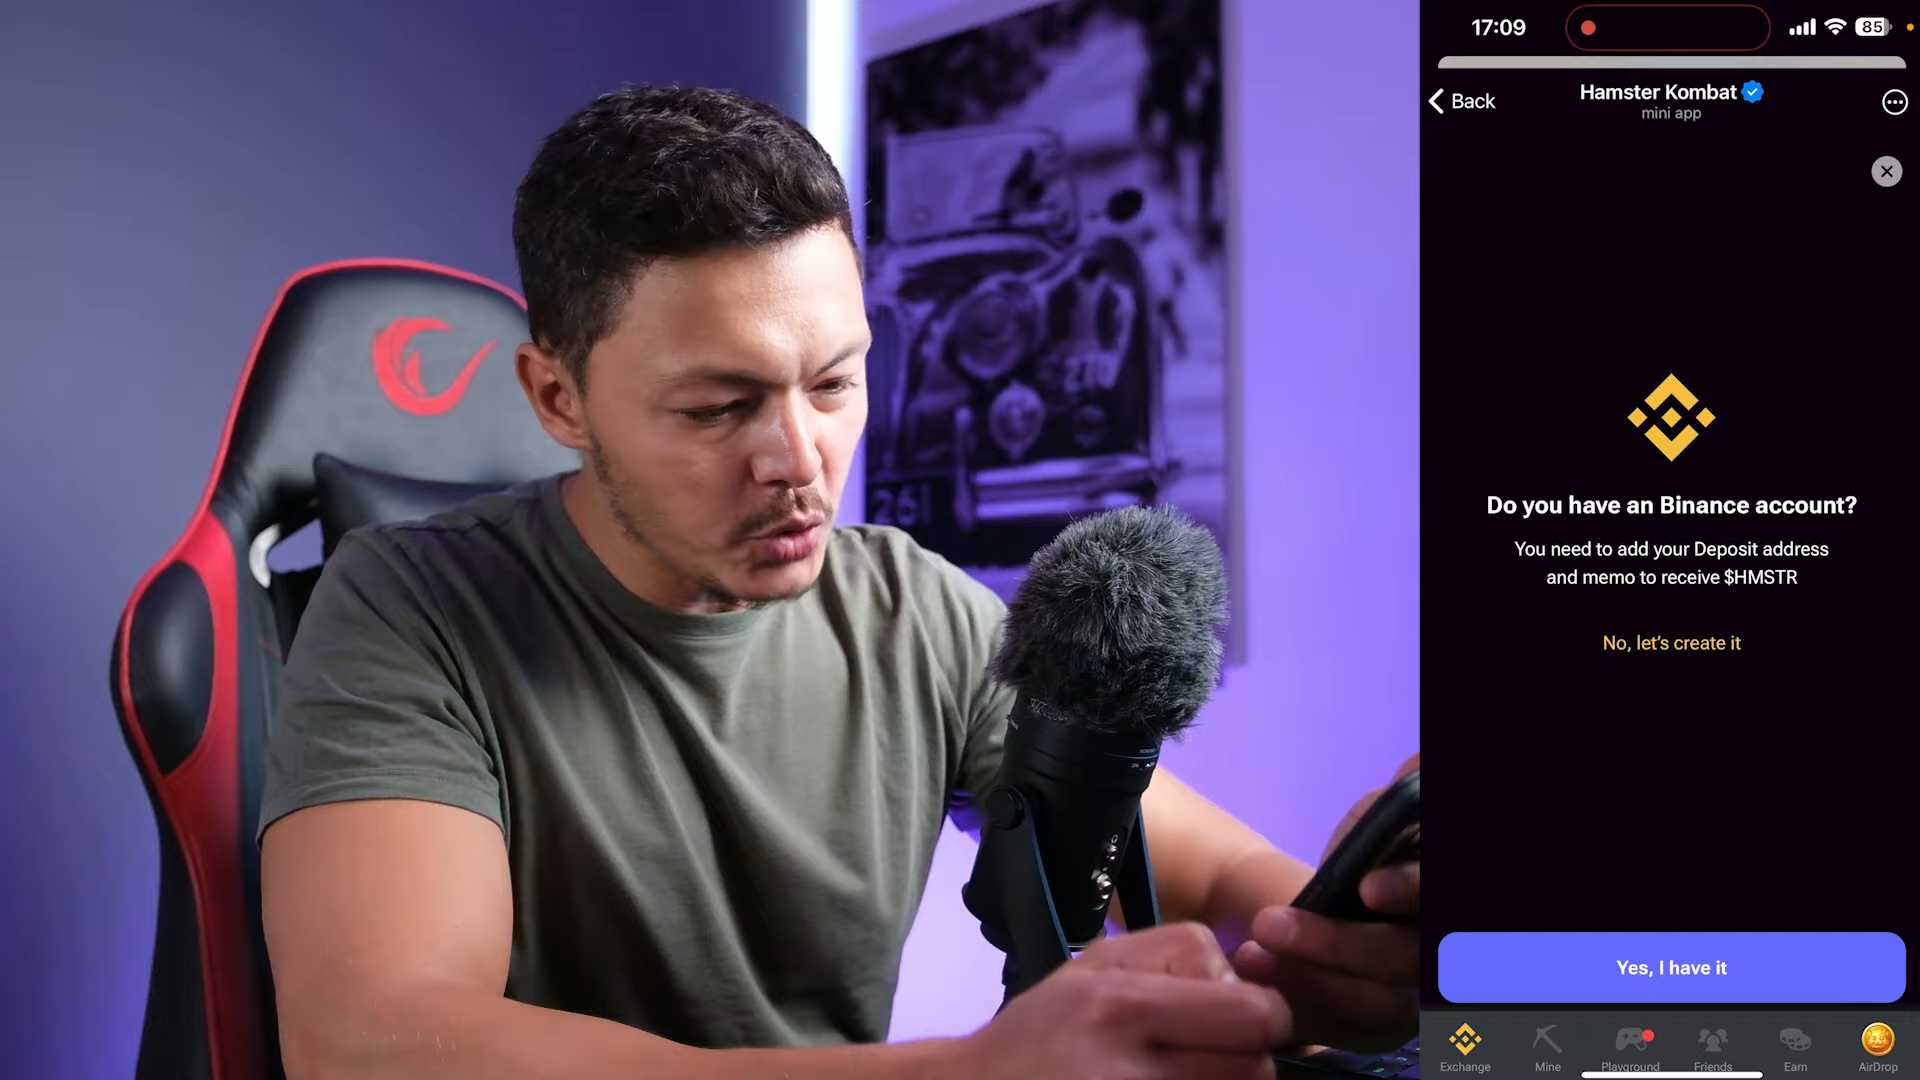 17:09
85
Back
Hamster Kombat
mini app
Do you have an Binance account?
You need to add your Deposit address
and memo to receive $HMSTR
No, let's create it
Yes, I have it
Exchange
Mine
Playground
Friends
Earn
AirDrop
270
261